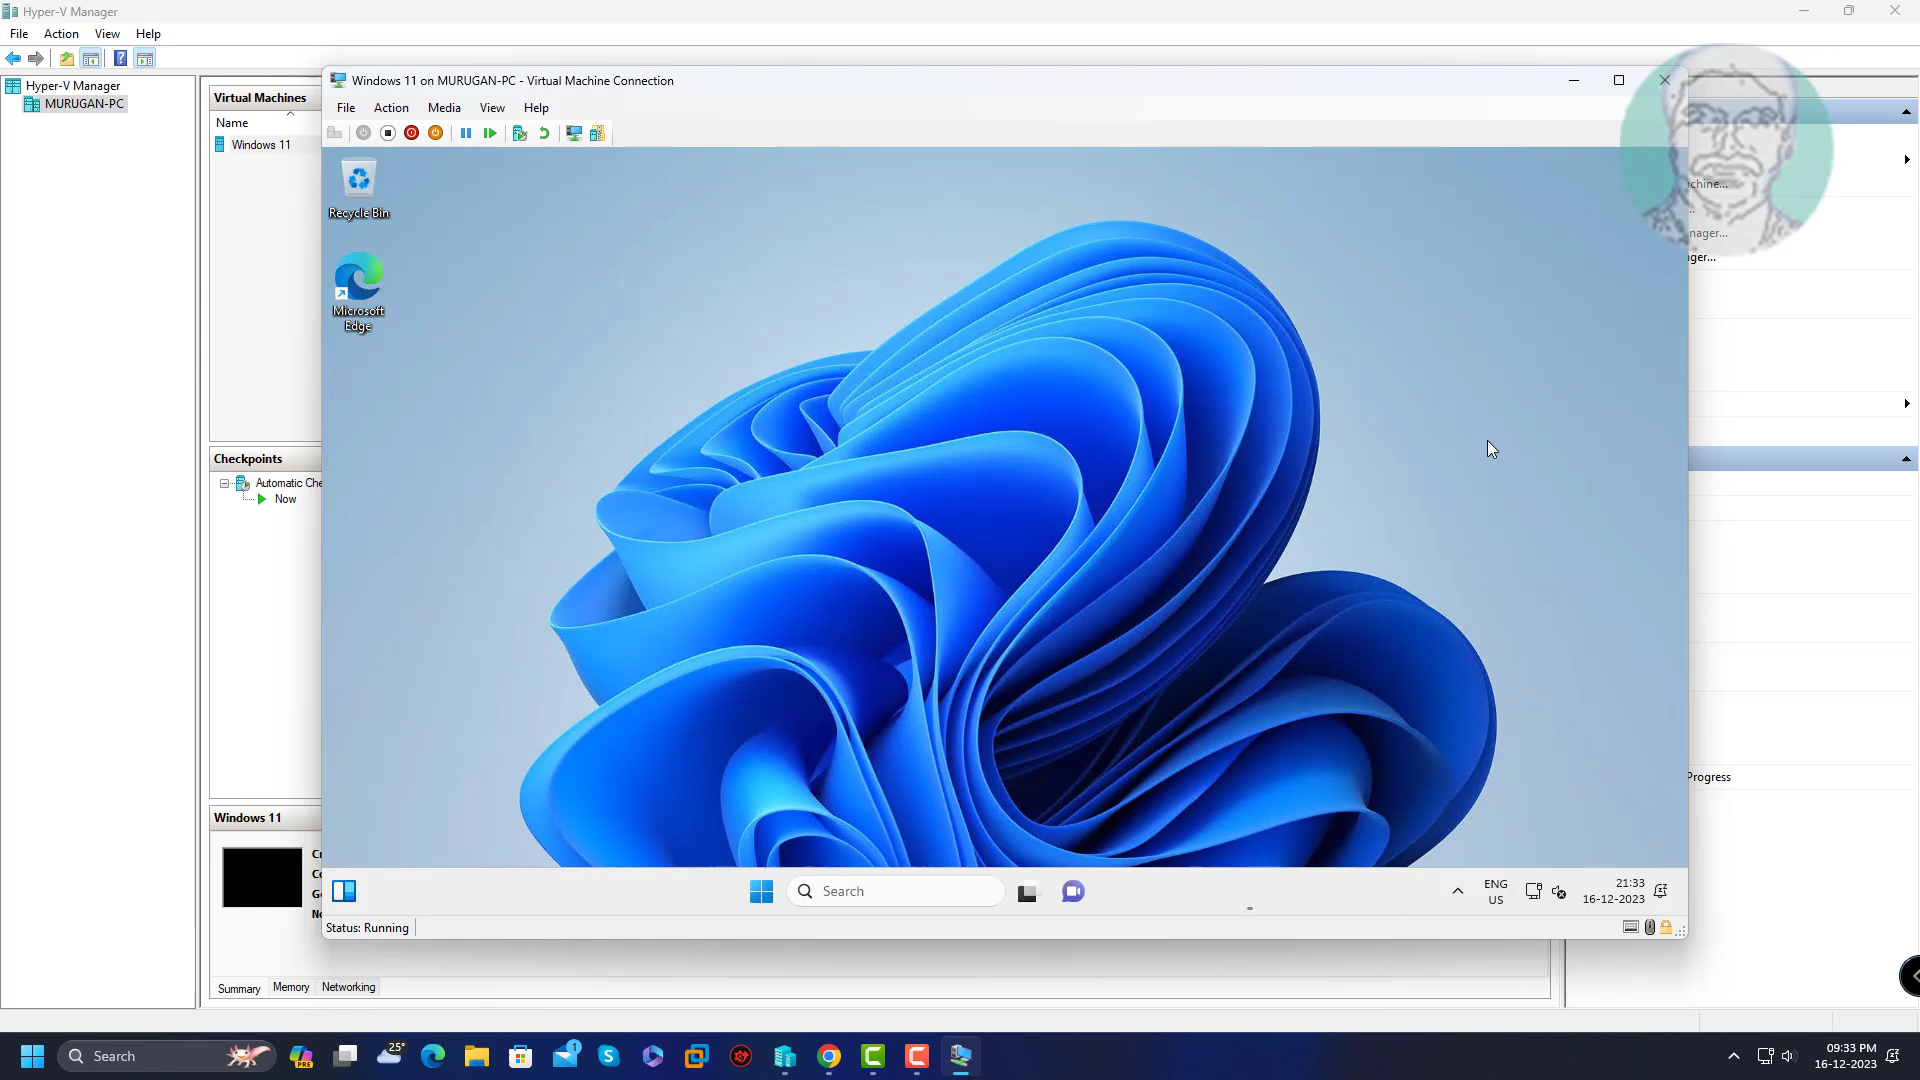 Hyper-V Manager
File Action View Help
Hyper-V Manager
MURUGAN-PC
Virtual Machines
Name
Windows 11
Checkpoints
Automatic Che
Now
Windows 11
Summary Memory Networking
Windows 11 on MURUGAN-PC - Virtual Machine Connection
File Action Media View Help
Recycle Bin
Microsoft
Edge
Search
ENG
US
21:33
16-12-2023
Status: Running
chine...
nager...
ger...
Progress
Search
PRE
25°
1
09:33 PM
16-12-2023